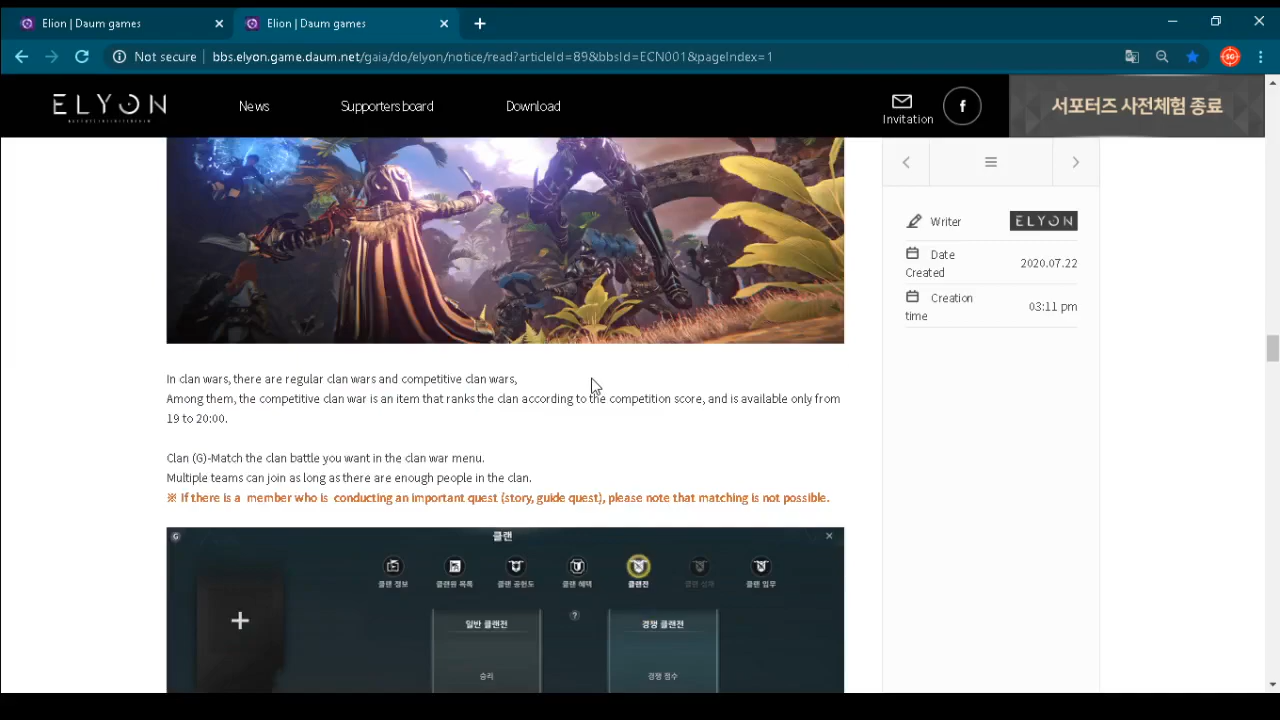 Elion | Daum games
Elion | Daum games
Not secure
bbs.elyon.game.daum.net/gaia/do/elyon/notice/read?articleId=89&bbsId=ECN001&pageIndex=1
ELYON
News
Supporters board
Download
Invitation
f
서포터즈 사전체험 종료
Writer
ELYON
Date
Created
2020.07.22
Creation
time
03:11 pm
In clan wars, there are regular clan wars and competitive clan wars,
Among them, the competitive clan war is an item that ranks the clan according to the competition score, and is available only from
19 to 20:00.
Clan (G)-Match the clan battle you want in the clan war menu.
Multiple teams can join as long as there are enough people in the clan.
※ If there is a member who is conducting an important quest (story, guide quest), please note that matching is not possible.
G
클랜
클랜 정보
클랜원 목록
클랜 공헌도
클랜 혜택
클랜전
클랜 성채
클랜 임무
일반 클랜전
?
경쟁 클랜전
승리
경쟁 점수